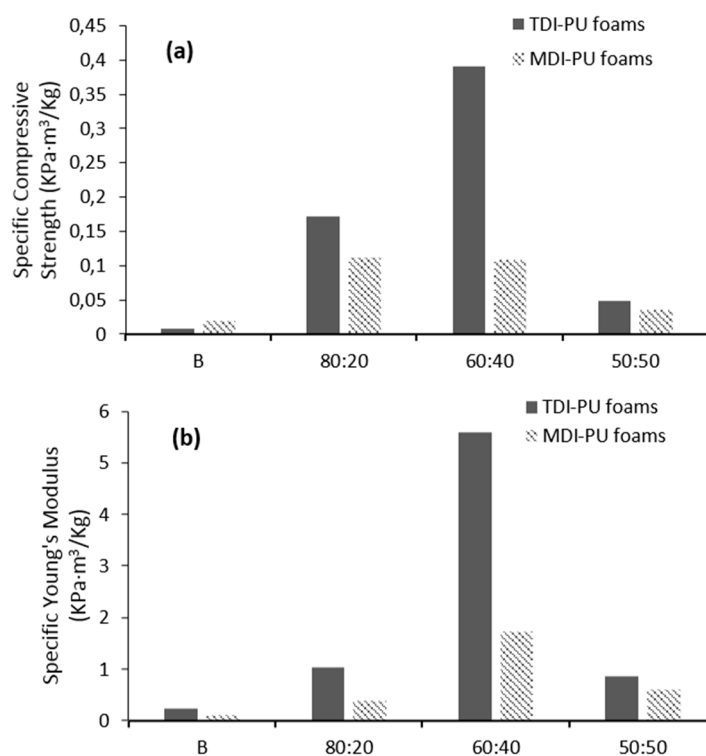 (a)
TDI-PU foams
MDI-PU foams
Specific Compressive
Strength (KPa·m³/Kg)
0,45
0,4
0,35
0,3
0,25
0,2
0,15
0,1
0,05
0
B 80:20 60:40 50:50
(b)
TDI-PU foams
MDI-PU foams
Specific Young's Modulus
(KPa·m³/Kg)
6
5
4
3
2
1
0
B 80:20 60:40 50:50